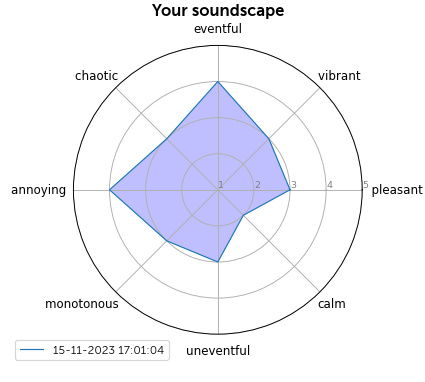 Your soundscape
eventful
chaotic
vibrant
annoying
1
2
3
4
5
pleasant
monotonous
calm
15-11-2023 17:01:04
uneventful